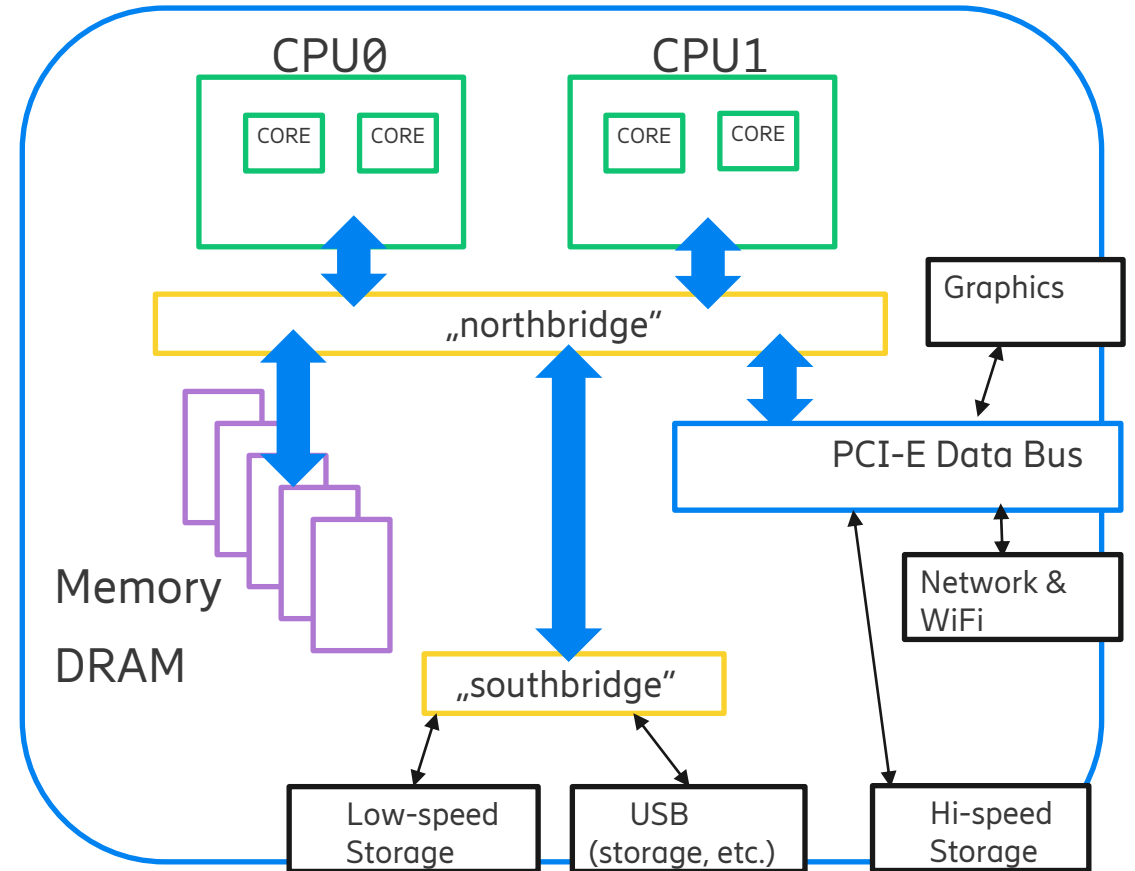 CPU0
CPU1
CORE
CORE
CORE
CORE
„northbridge”
Graphics
PCI-E Data Bus
Network &
WiFi
Memory
DRAM
„southbridge”
Low-speed
Storage
USB
(storage, etc.)
Hi-speed
Storage